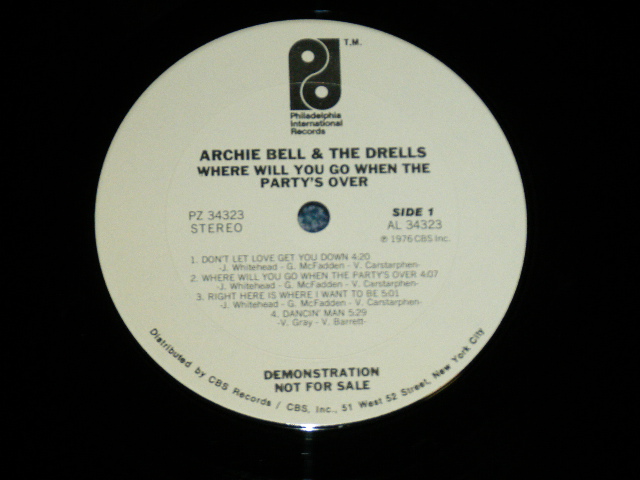 T.M.
Philadelphia
International
Records
ARCHIE BELL & THE DRELLS
WHERE WILL YOU GO WHEN THE
PARTY'S OVER
PZ 34323
STEREO
SIDE 1
AL 34323
℗ 1976 CBS Inc.
1. DON'T LET LOVE GET YOU DOWN 4:20
-J. Whitehead - G. McFadden - V. Carstarphen-
2. WHERE WILL YOU GO WHEN THE PARTY'S OVER 4:07
-J. Whitehead - G. McFadden - V. Carstarphen-
3. RIGHT HERE IS WHERE I WANT TO BE 5:01
-J. Whitehead - G. McFadden - V. Carstarphen-
4. DANCIN' MAN 5:29
-V. Gray - V. Barrett-
DEMONSTRATION
NOT FOR SALE
Distributed by CBS Records / CBS, Inc., 51 West 52 Street, New York City